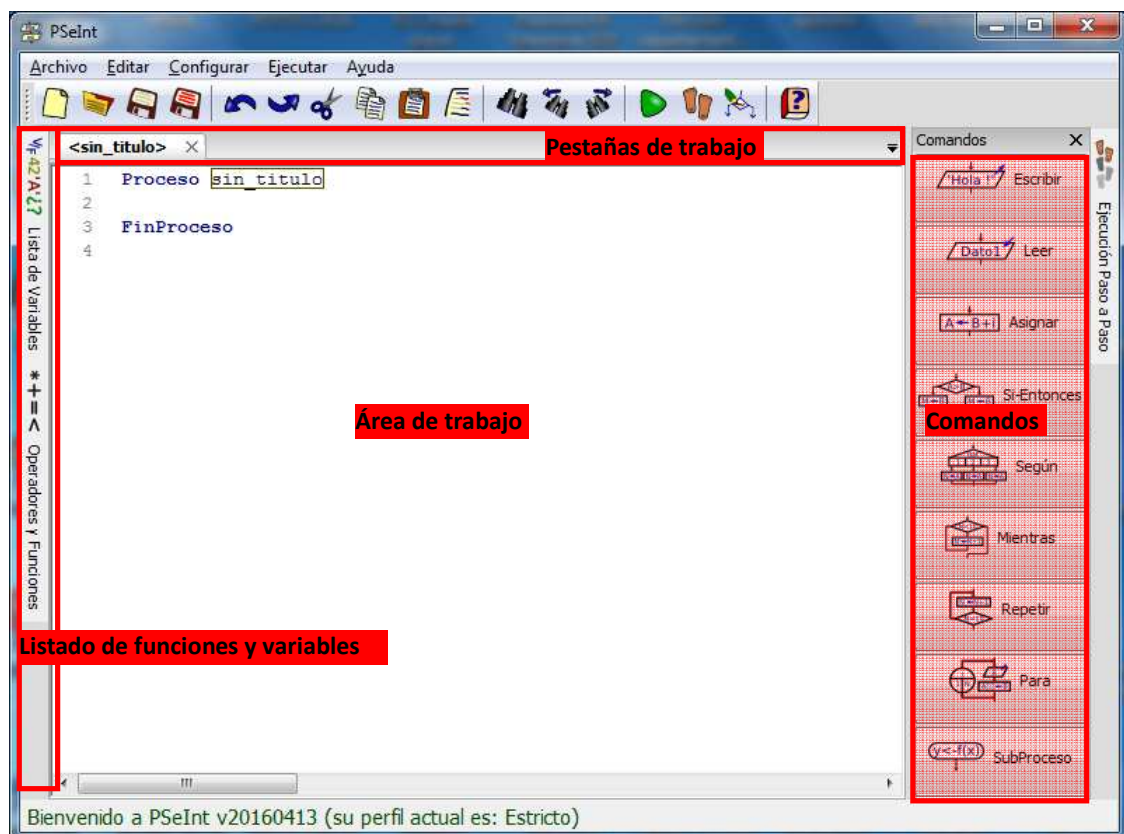 PSeInt
Archivo Editar Configurar Ejecutar Ayuda
<sin_titulo>
Pestañas de trabajo
1 Proceso sin_titulo
2
3 FinProceso
4
42'A'¿? Lista de Variables
*+=< Operadores y Funciones
Área de trabajo
Listado de funciones y variables
Comandos
'Hola !' Escribir
Dato1 Leer
A←B+i Asignar
Si-Entonces
Comandos
Según
Mientras
Repetir
Para
y<-f(x) SubProceso
Ejecución Paso a Paso
Bienvenido a PSeInt v20160413 (su perfil actual es: Estricto)